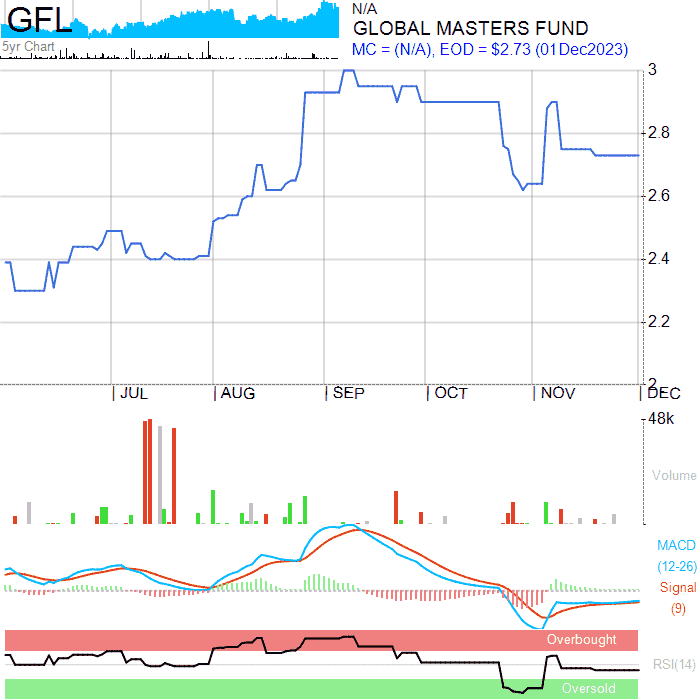 GFL
N/A
GLOBAL MASTERS FUND
5yr Chart
MC = (N/A), EOD = $2.73 (01Dec2023)
3
2.8
2.6
2.4
2.2
2
JUL
AUG
SEP
OCT
NOV
DEC
48k
Volume
MACD
(12-26)
Signal
(9)
Overbought
RSI(14)
Oversold